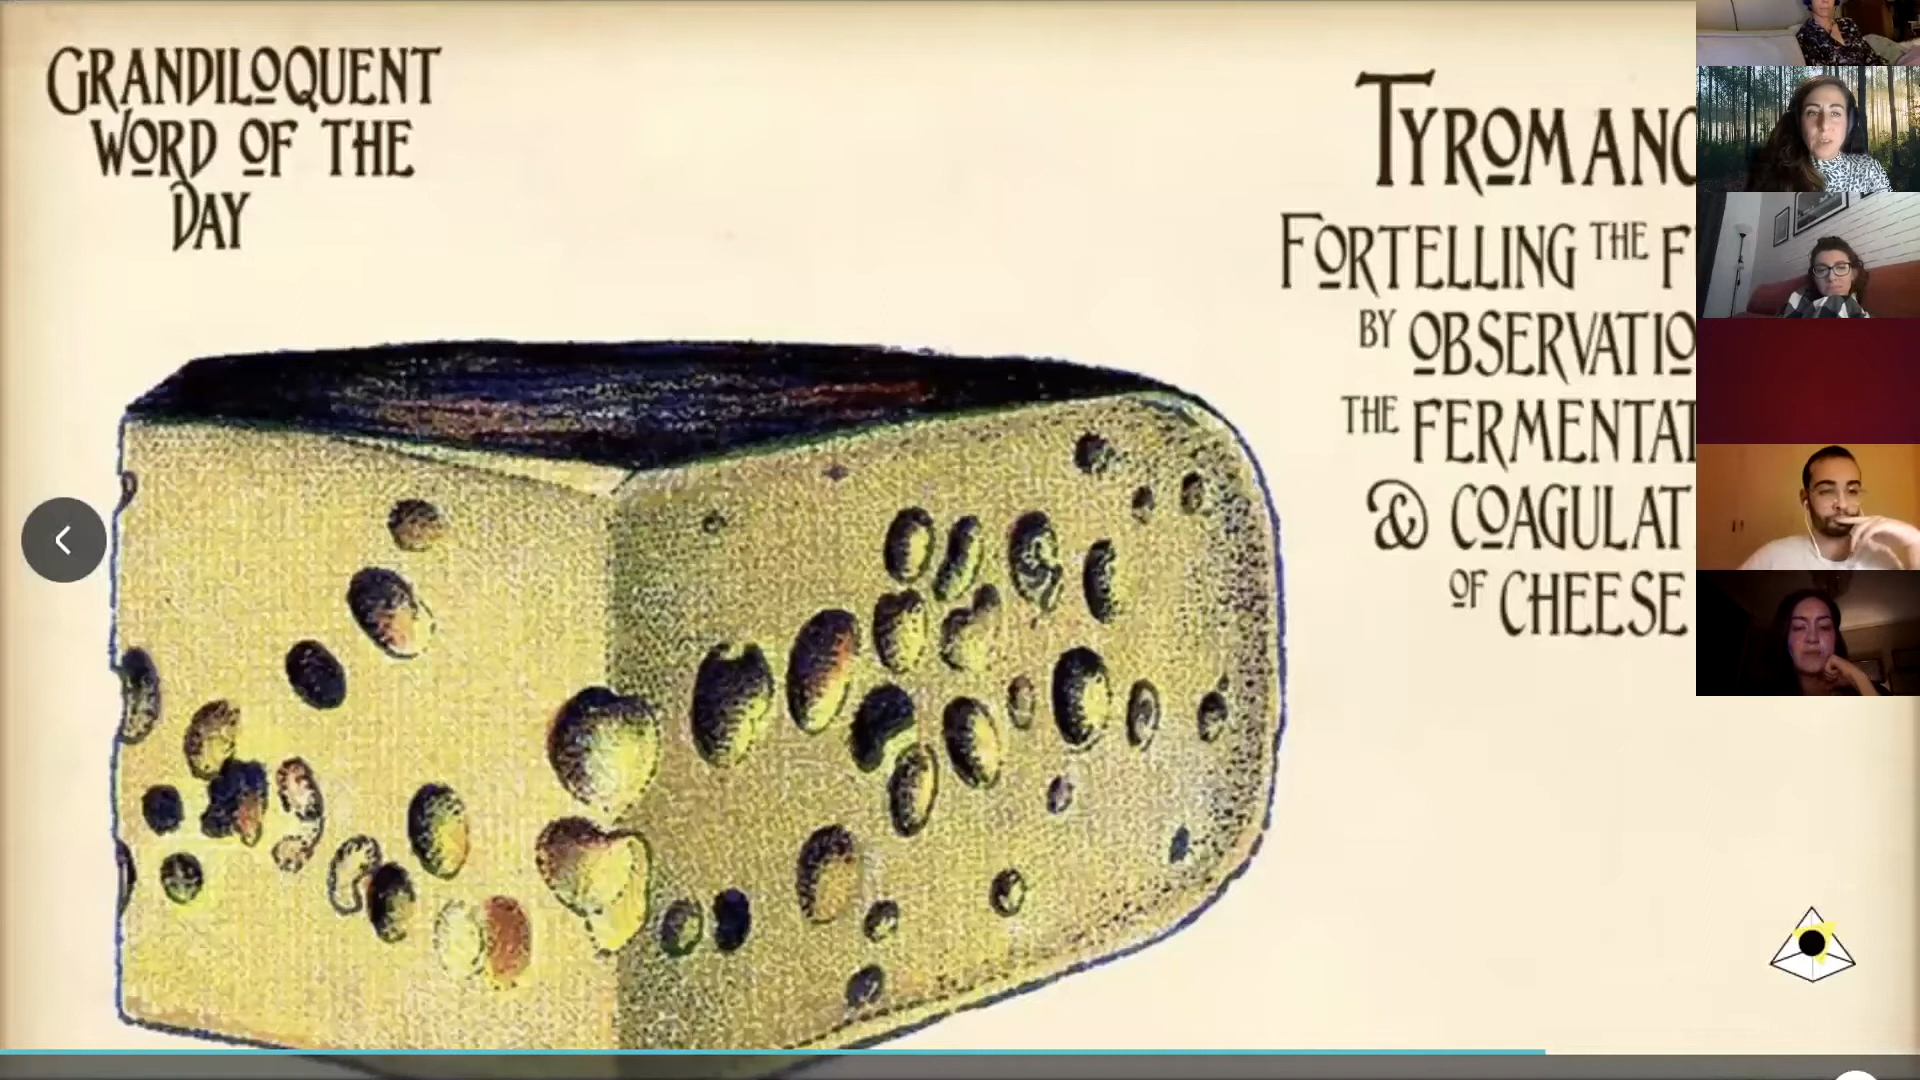 GRANDILOQUENT
WORD OF THE
DAY
TYROMANC
FORTELLING THE F
BY OBSERVATIO
THE FERMENTAT
& COAGULAT
OF CHEESE